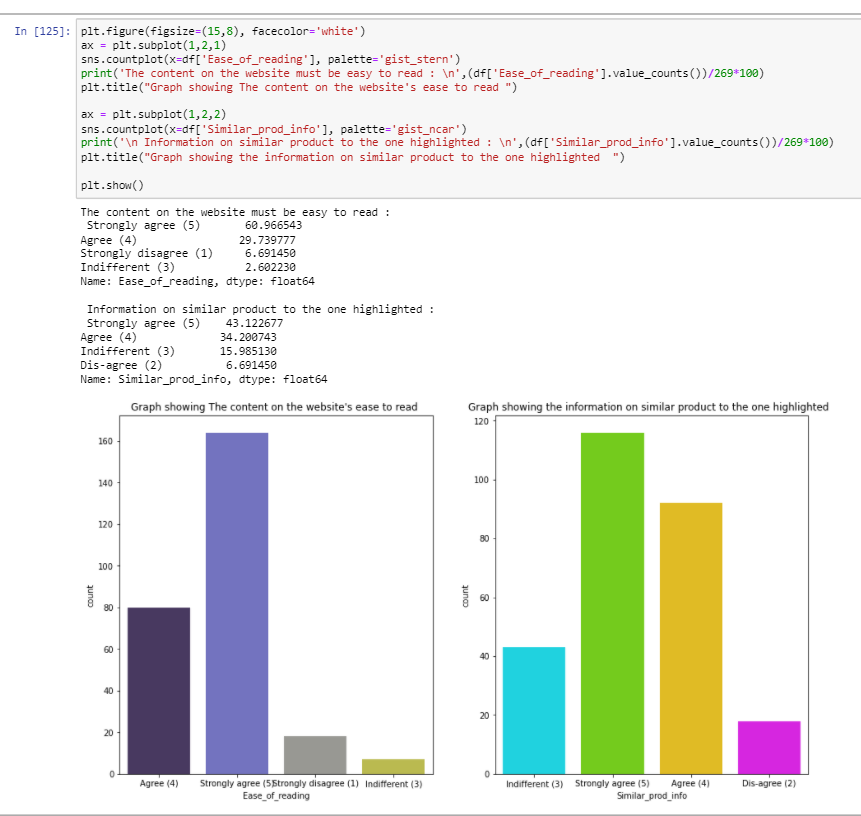 In [125]: plt.figure(figsize=(15,8), facecolor='white')
ax = plt.subplot(1,2,1)
sns.countplot(x=df['Ease_of_reading'], palette='gist_stern')
print('The content on the website must be easy to read : \n',(df['Ease_of_reading'].value_counts())/269*100)
plt.title("Graph showing The content on the website's ease to read ")
ax = plt.subplot(1,2,2)
sns.countplot(x=df['Similar_prod_info'], palette='gist_ncar')
print('\n Information on similar product to the one highlighted : \n',(df['Similar_prod_info'].value_counts())/269*100)
plt.title("Graph showing the information on similar product to the one highlighted  ")
plt.show()
The content on the website must be easy to read :
Strongly agree (5) 60.966543
Agree (4) 29.739777
Strongly disagree (1) 6.691450
Indifferent (3) 2.602230
Name: Ease_of_reading, dtype: float64
Information on similar product to the one highlighted :
Strongly agree (5) 43.122677
Agree (4) 34.200743
Indifferent (3) 15.985130
Dis-agree (2) 6.691450
Name: Similar_prod_info, dtype: float64
Graph showing The content on the website's ease to read
160
140
120
100
80
60
40
20
0
count
Agree (4) Strongly agree (5) Strongly disagree (1) Indifferent (3)
Ease_of_reading
Graph showing the information on similar product to the one highlighted
120
100
80
60
40
20
0
count
Indifferent (3) Strongly agree (5) Agree (4) Dis-agree (2)
Similar_prod_info